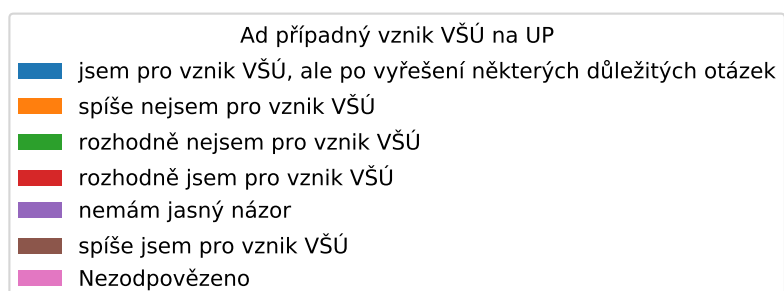 Ad případný vznik VŠÚ na UP
jsem pro vznik VŠÚ, ale po vyřešení některých důležitých otázek
spíše nejsem pro vznik VŠÚ
rozhodně nejsem pro vznik VŠÚ
rozhodně jsem pro vznik VŠÚ
nemám jasný názor
spíše jsem pro vznik VŠÚ
Nezodpovězeno